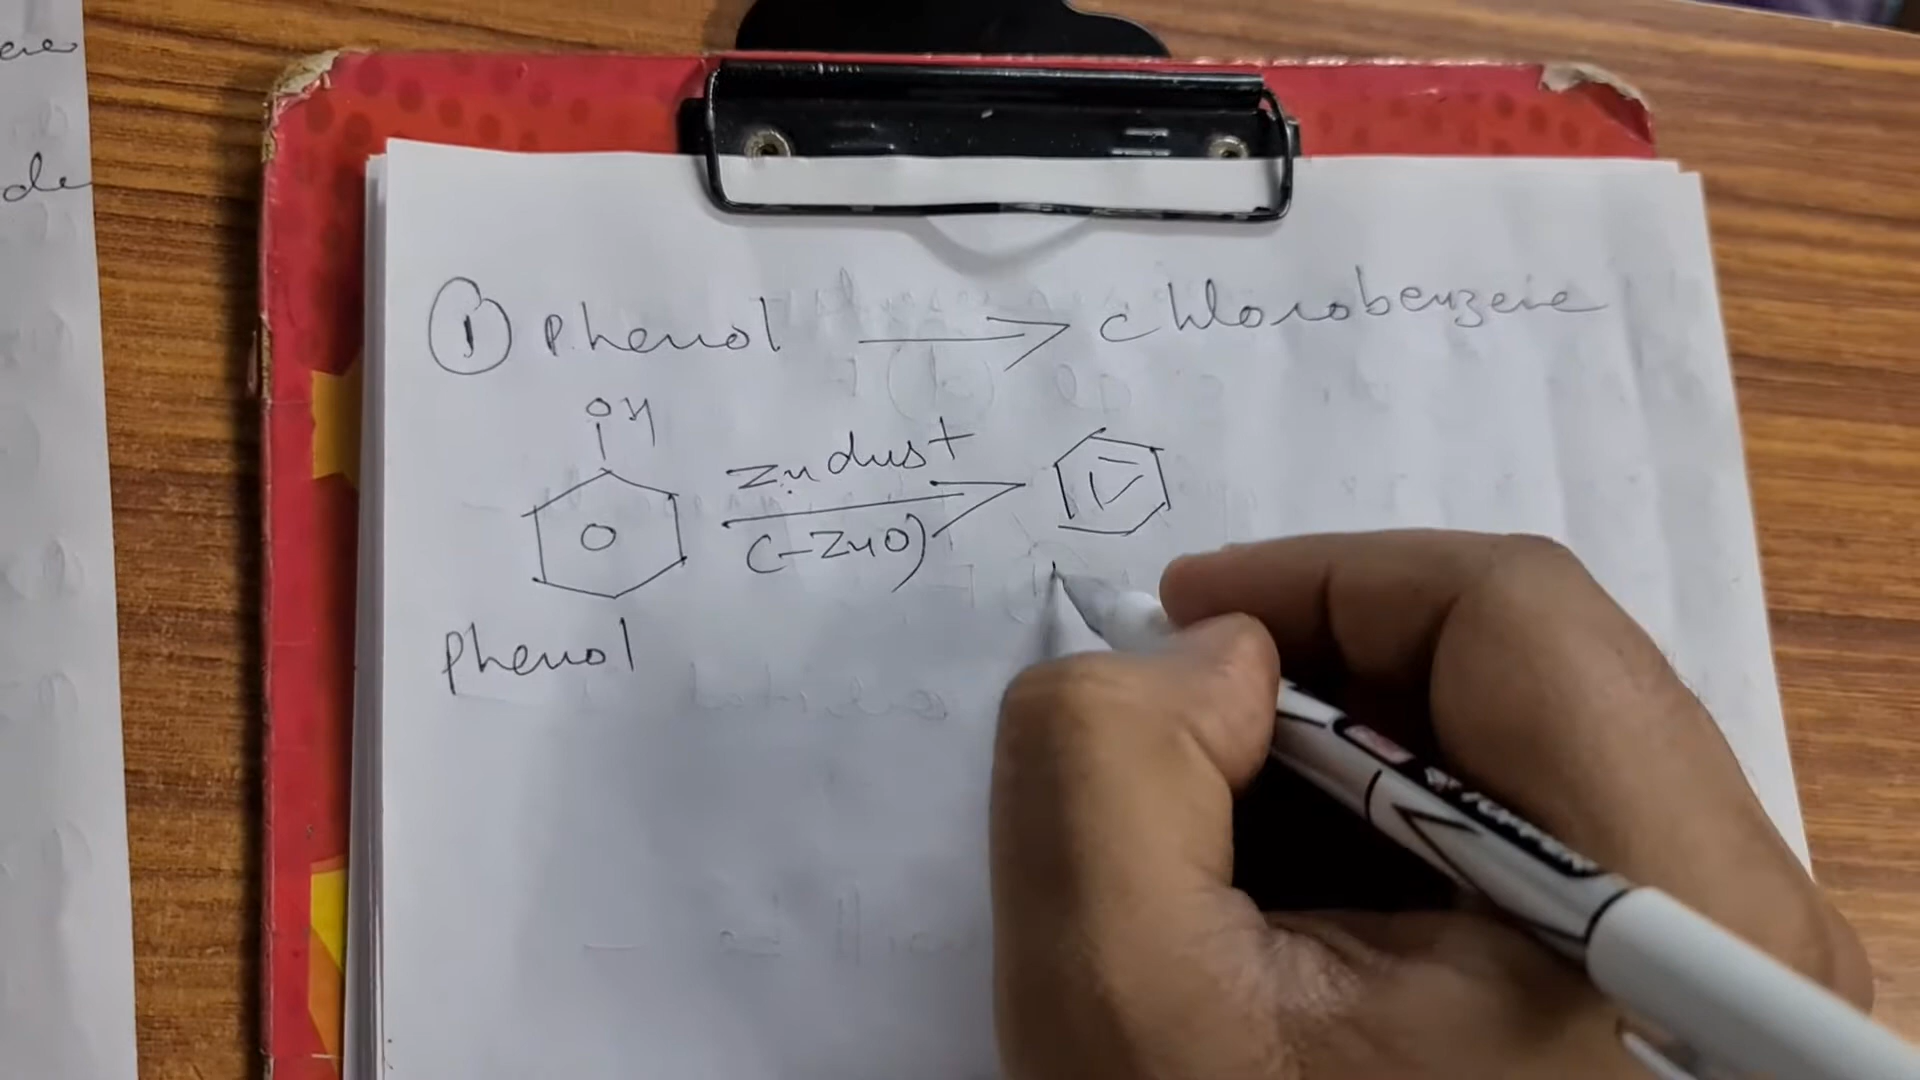 ① Phenol → chlorobenzene
OH
Zn dust
(-ZnO)
Phenol